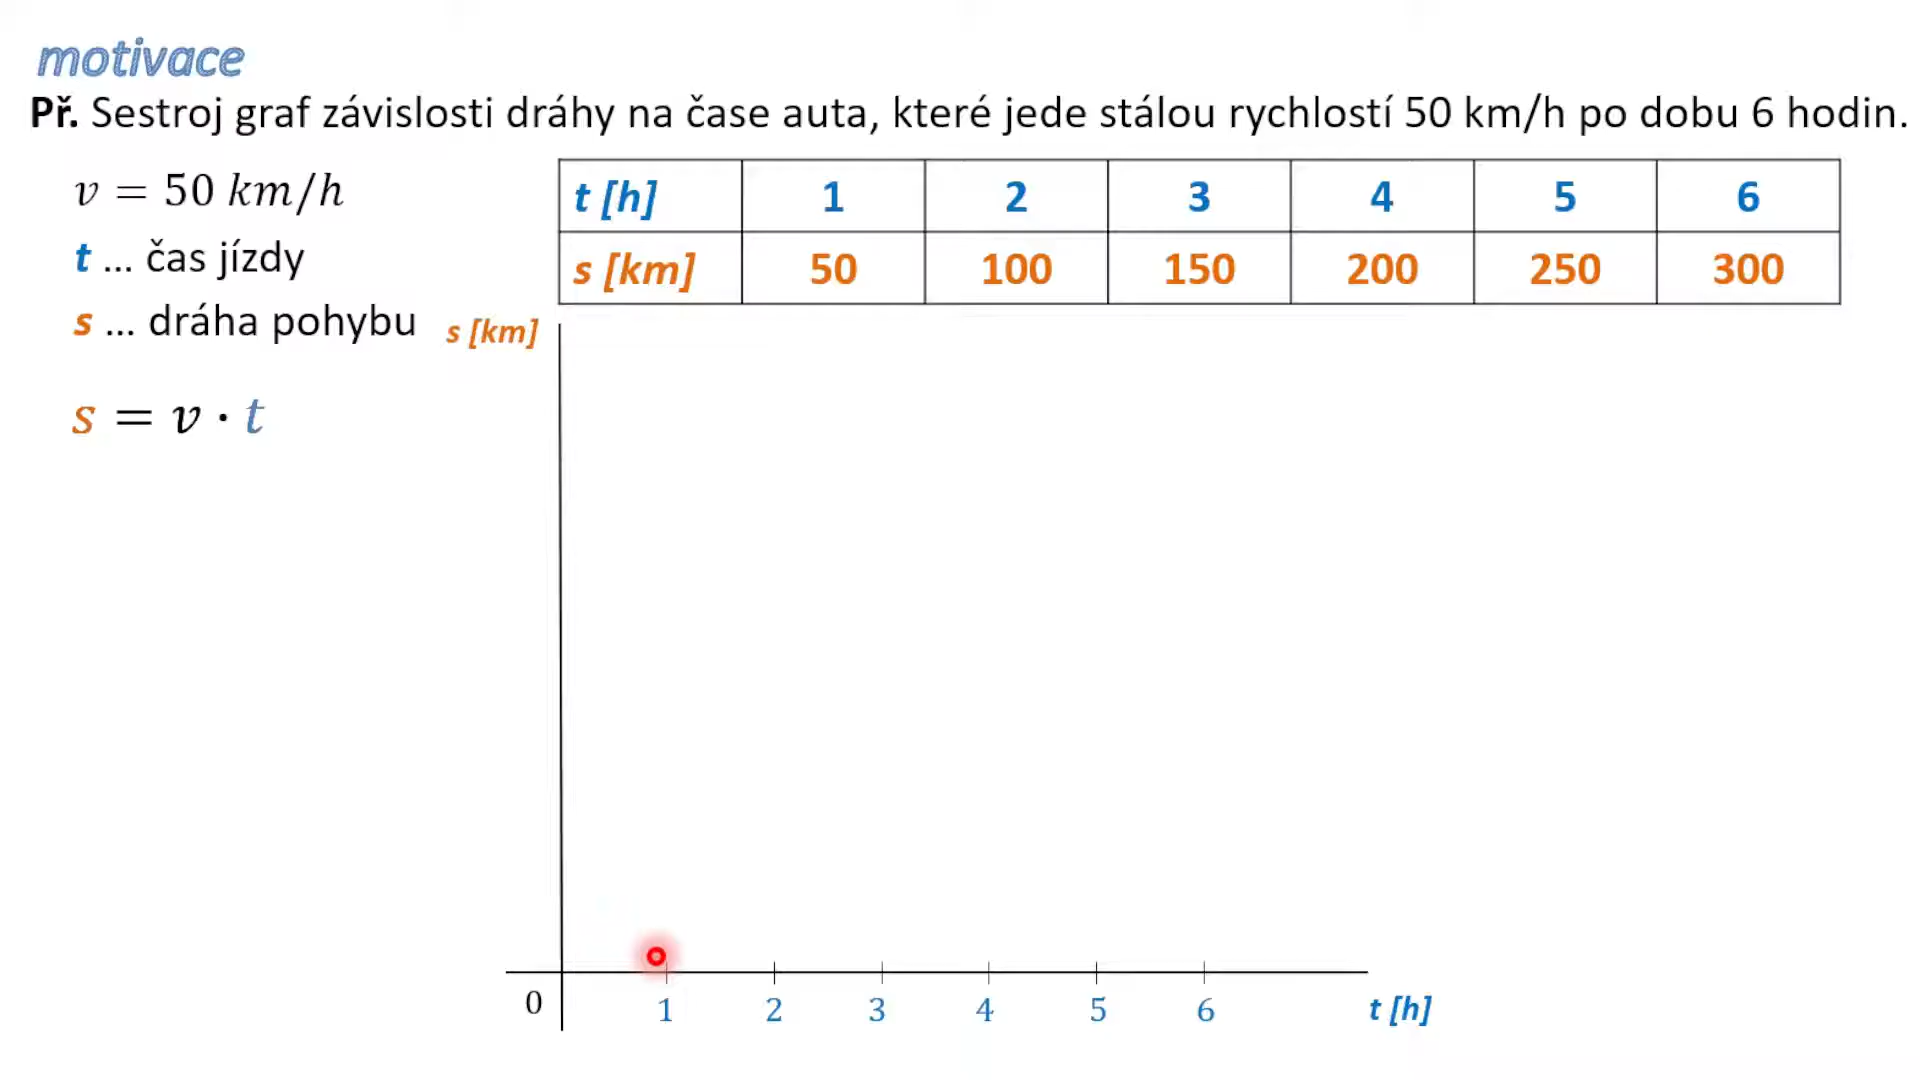 motivace
Př. Sestroj graf závislosti dráhy na čase auta, které jede stálou rychlostí 50 km/h po dobu 6 hodin.
v = 50 km/h
t ... čas jízdy
s ... dráha pohybu
s = v · t
t [h] 1 2 3 4 5 6
s [km] 50 100 150 200 250 300
s [km]
0 1 2 3 4 5 6 t [h]